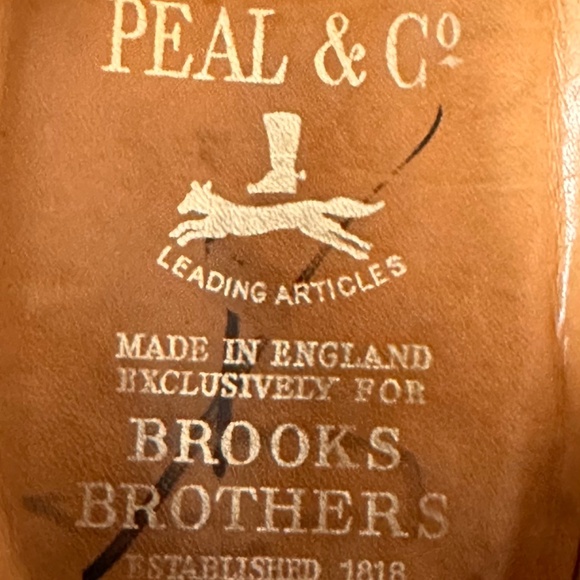 PEAL & Cº
LEADING ARTICLES
MADE IN ENGLAND
EXCLUSIVELY FOR
BROOKS
BROTHERS
ESTABLISHED 1818